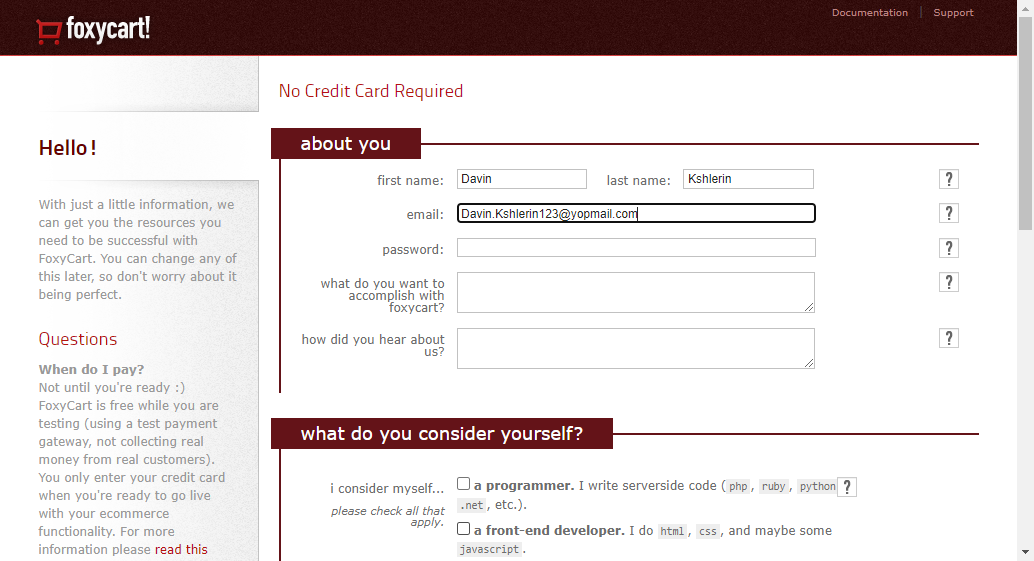 foxycart!
Documentation | Support
No Credit Card Required
Hello!
With just a little information, we
can get you the resources you
need to be successful with
FoxyCart. You can change any of
this later, so don't worry about it
being perfect.
Questions
When do I pay?
Not until you're ready :)
FoxyCart is free while you are
testing (using a test payment
gateway, not collecting real
money from real customers).
You only enter your credit card
when you're ready to go live
with your ecommerce
functionality. For more
information please read this
about you
first name: Davin last name: Kshlerin ?
email: Davin.Kshlerin123@yopmail.com ?
password: ?
what do you want to
accomplish with
foxycart?
?
how did you hear about
us?
?
what do you consider yourself?
i consider myself...
please check all that
apply.
a programmer. I write serverside code (php, ruby, python ?
.net, etc.).
a front-end developer. I do html, css, and maybe some
javascript.